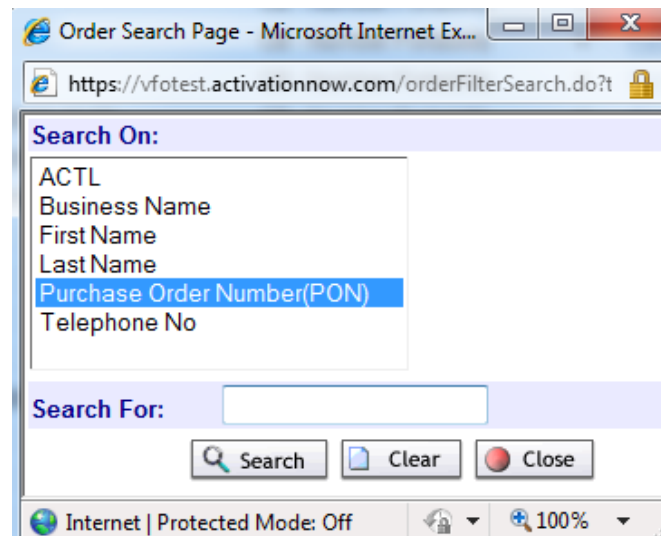 Order Search Page - Microsoft Internet Ex...
https://vfotest.activationnow.com/orderFilterSearch.do?t
Search On:
ACTL
Business Name
First Name
Last Name
Purchase Order Number(PON)
Telephone No
Search For:
Search Clear Close
Internet | Protected Mode: Off 100%